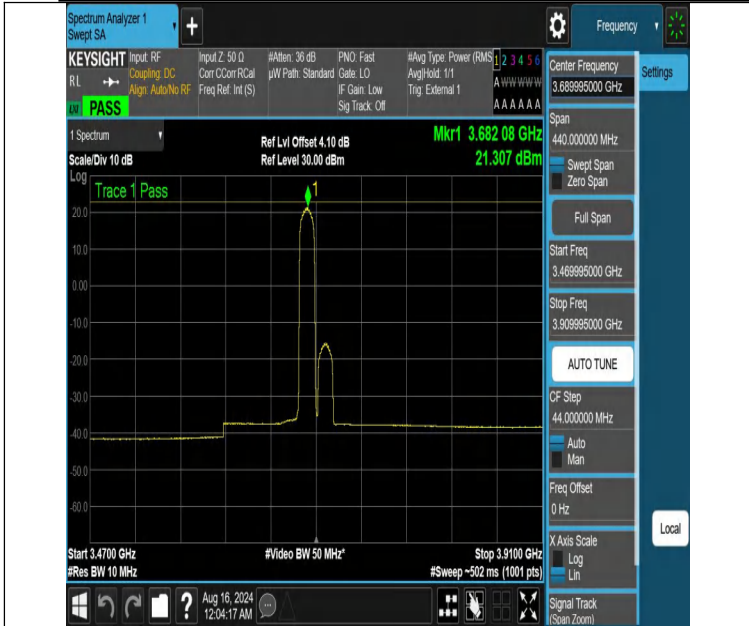 Spectrum Analyzer 1
Swept SA
+
Frequency
KEYSIGHT
RL
PASS
Input: RF
Coupling: DC
Align: Auto/No RF
Input Z: 50 Ω
Corr CCorr RCal
Freq Ref: Int (S)
#Atten: 36 dB
µW Path: Standard
PNO: Fast
Gate: LO
IF Gain: Low
Sig Track: Off
#Avg Type: Power (RMS
Avg|Hold: 1/1
Trig: External 1
1 2 3 4 5 6
A W W W W W
A A A A A A
1 Spectrum
Scale/Div 10 dB
Ref Lvl Offset 4.10 dB
Ref Level 30.00 dBm
Mkr1 3.682 08 GHz
21.307 dBm
Log
Trace 1 Pass
1
20.0
10.0
0.00
-10.0
-20.0
-30.0
-40.0
-50.0
-60.0
Start 3.4700 GHz
#Res BW 10 MHz
#Video BW 50 MHz*
Stop 3.9100 GHz
#Sweep ~502 ms (1001 pts)
Aug 16, 2024
12:04:17 AM
Center Frequency
3.689995000 GHz
Settings
Span
440.000000 MHz
Swept Span
Zero Span
Full Span
Start Freq
3.469995000 GHz
Stop Freq
3.909995000 GHz
AUTO TUNE
CF Step
44.000000 MHz
Auto
Man
Freq Offset
0 Hz
X Axis Scale
Log
Lin
Local
Signal Track
(Span Zoom)